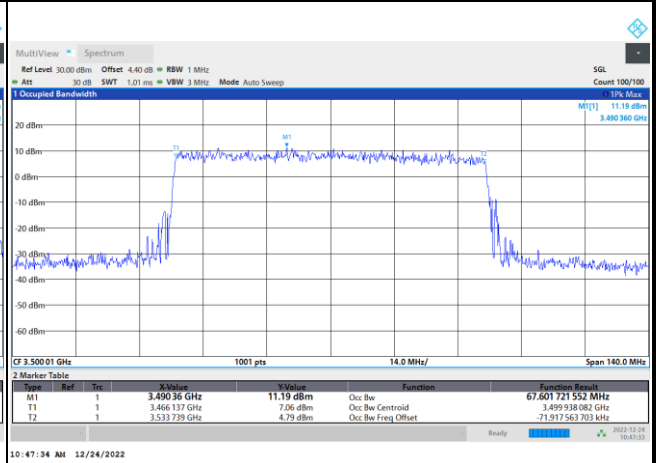 MultiView Spectrum
Ref Level 30.00 dBm Offset 4.40 dB RBW 1 MHz SGL
Att 30 dB SWT 1.01 ms VBW 3 MHz Mode Auto Sweep Count 100/100
1 Occupied Bandwidth 1Pk Max
M1[1] 11.19 dBm
3.490 360 GHz
20 dBm
M1
T1
T2
10 dBm
0 dBm
-10 dBm
-20 dBm
-30 dBm
-40 dBm
-50 dBm
-60 dBm
CF 3.500 01 GHz 1001 pts 14.0 MHz/ Span 140.0 MHz
2 Marker Table
Type Ref Trc X-Value Y-Value Function Function Result
M1 1 3.490 36 GHz 11.19 dBm Occ Bw 67.601 721 552 MHz
T1 1 3.466 137 GHz 7.06 dBm Occ Bw Centroid 3.499 938 082 GHz
T2 1 3.533 739 GHz 4.79 dBm Occ Bw Freq Offset -71.917 563 703 kHz
Ready 2022-12-24
10:47:33
10:47:34 AM 12/24/2022